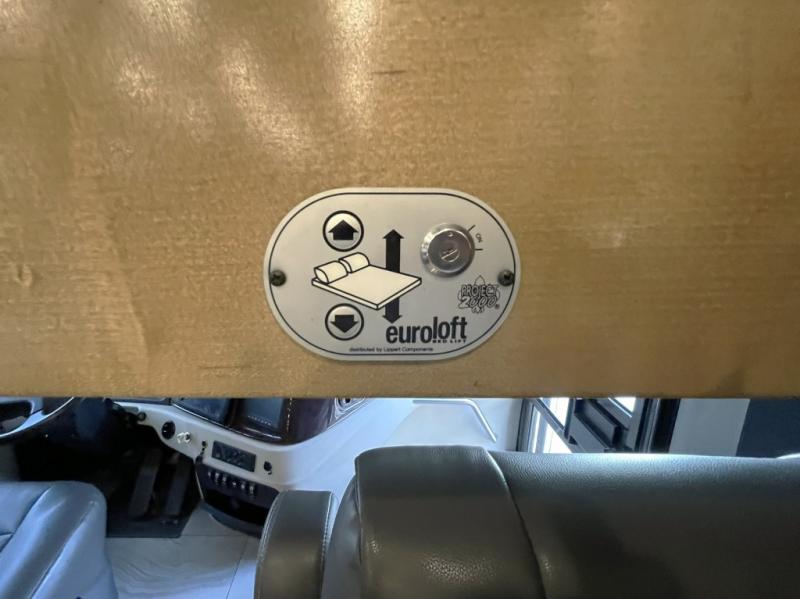 ON
PROJECT
2000
euroloft
BED LIFT
distributed by Lippert Components